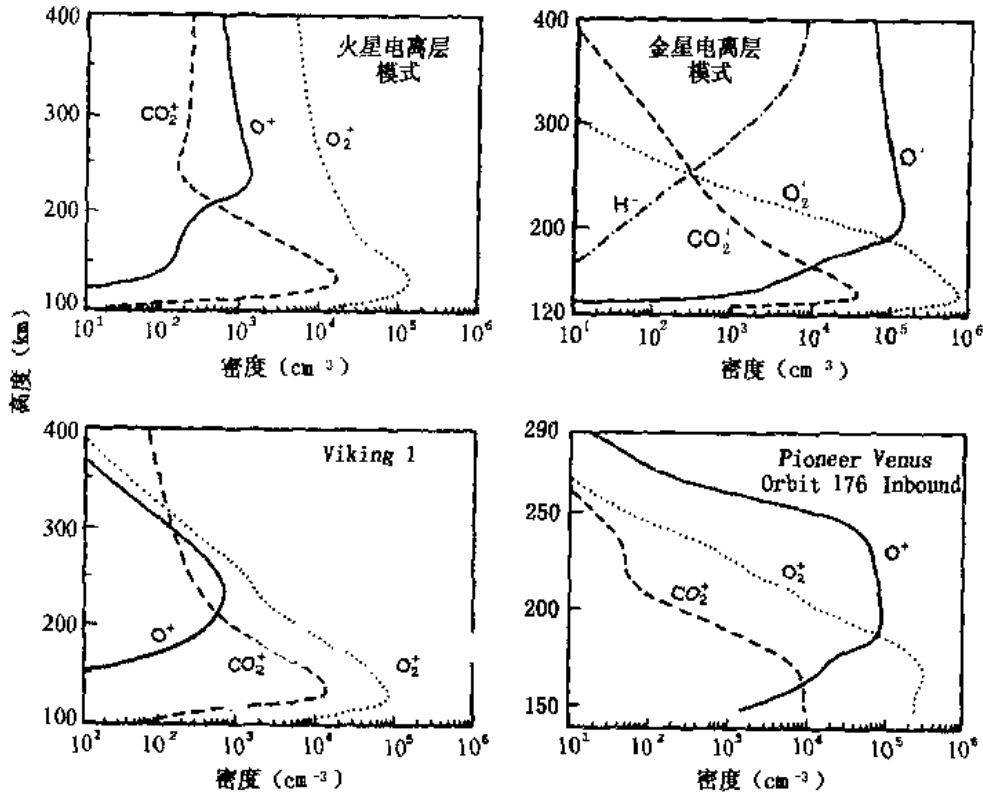 高度 (km)
400
300
200
100
火星电离层
模式
CO₂⁺
O⁺
O₂⁺
10¹ 10² 10³ 10⁴ 10⁵ 10⁶
密度 (cm ³)
400
300
200
120
金星电离层
模式
O⁺
O₂⁺
H⁻
CO₂⁺
10¹ 10² 10³ 10⁴ 10⁵ 10⁶
密度 (cm ³)
400
300
200
100
Viking 1
O⁺
CO₂⁺
O₂⁺
10¹ 10² 10³ 10⁴ 10⁵ 10⁶
密度 (cm⁻³)
290
250
200
150
Pioneer Venus
Orbit 176 Inbound
O⁺
O₂⁺
CO₂⁺
10¹ 10² 10³ 10⁴ 10⁵ 10⁶
密度 (cm⁻³)